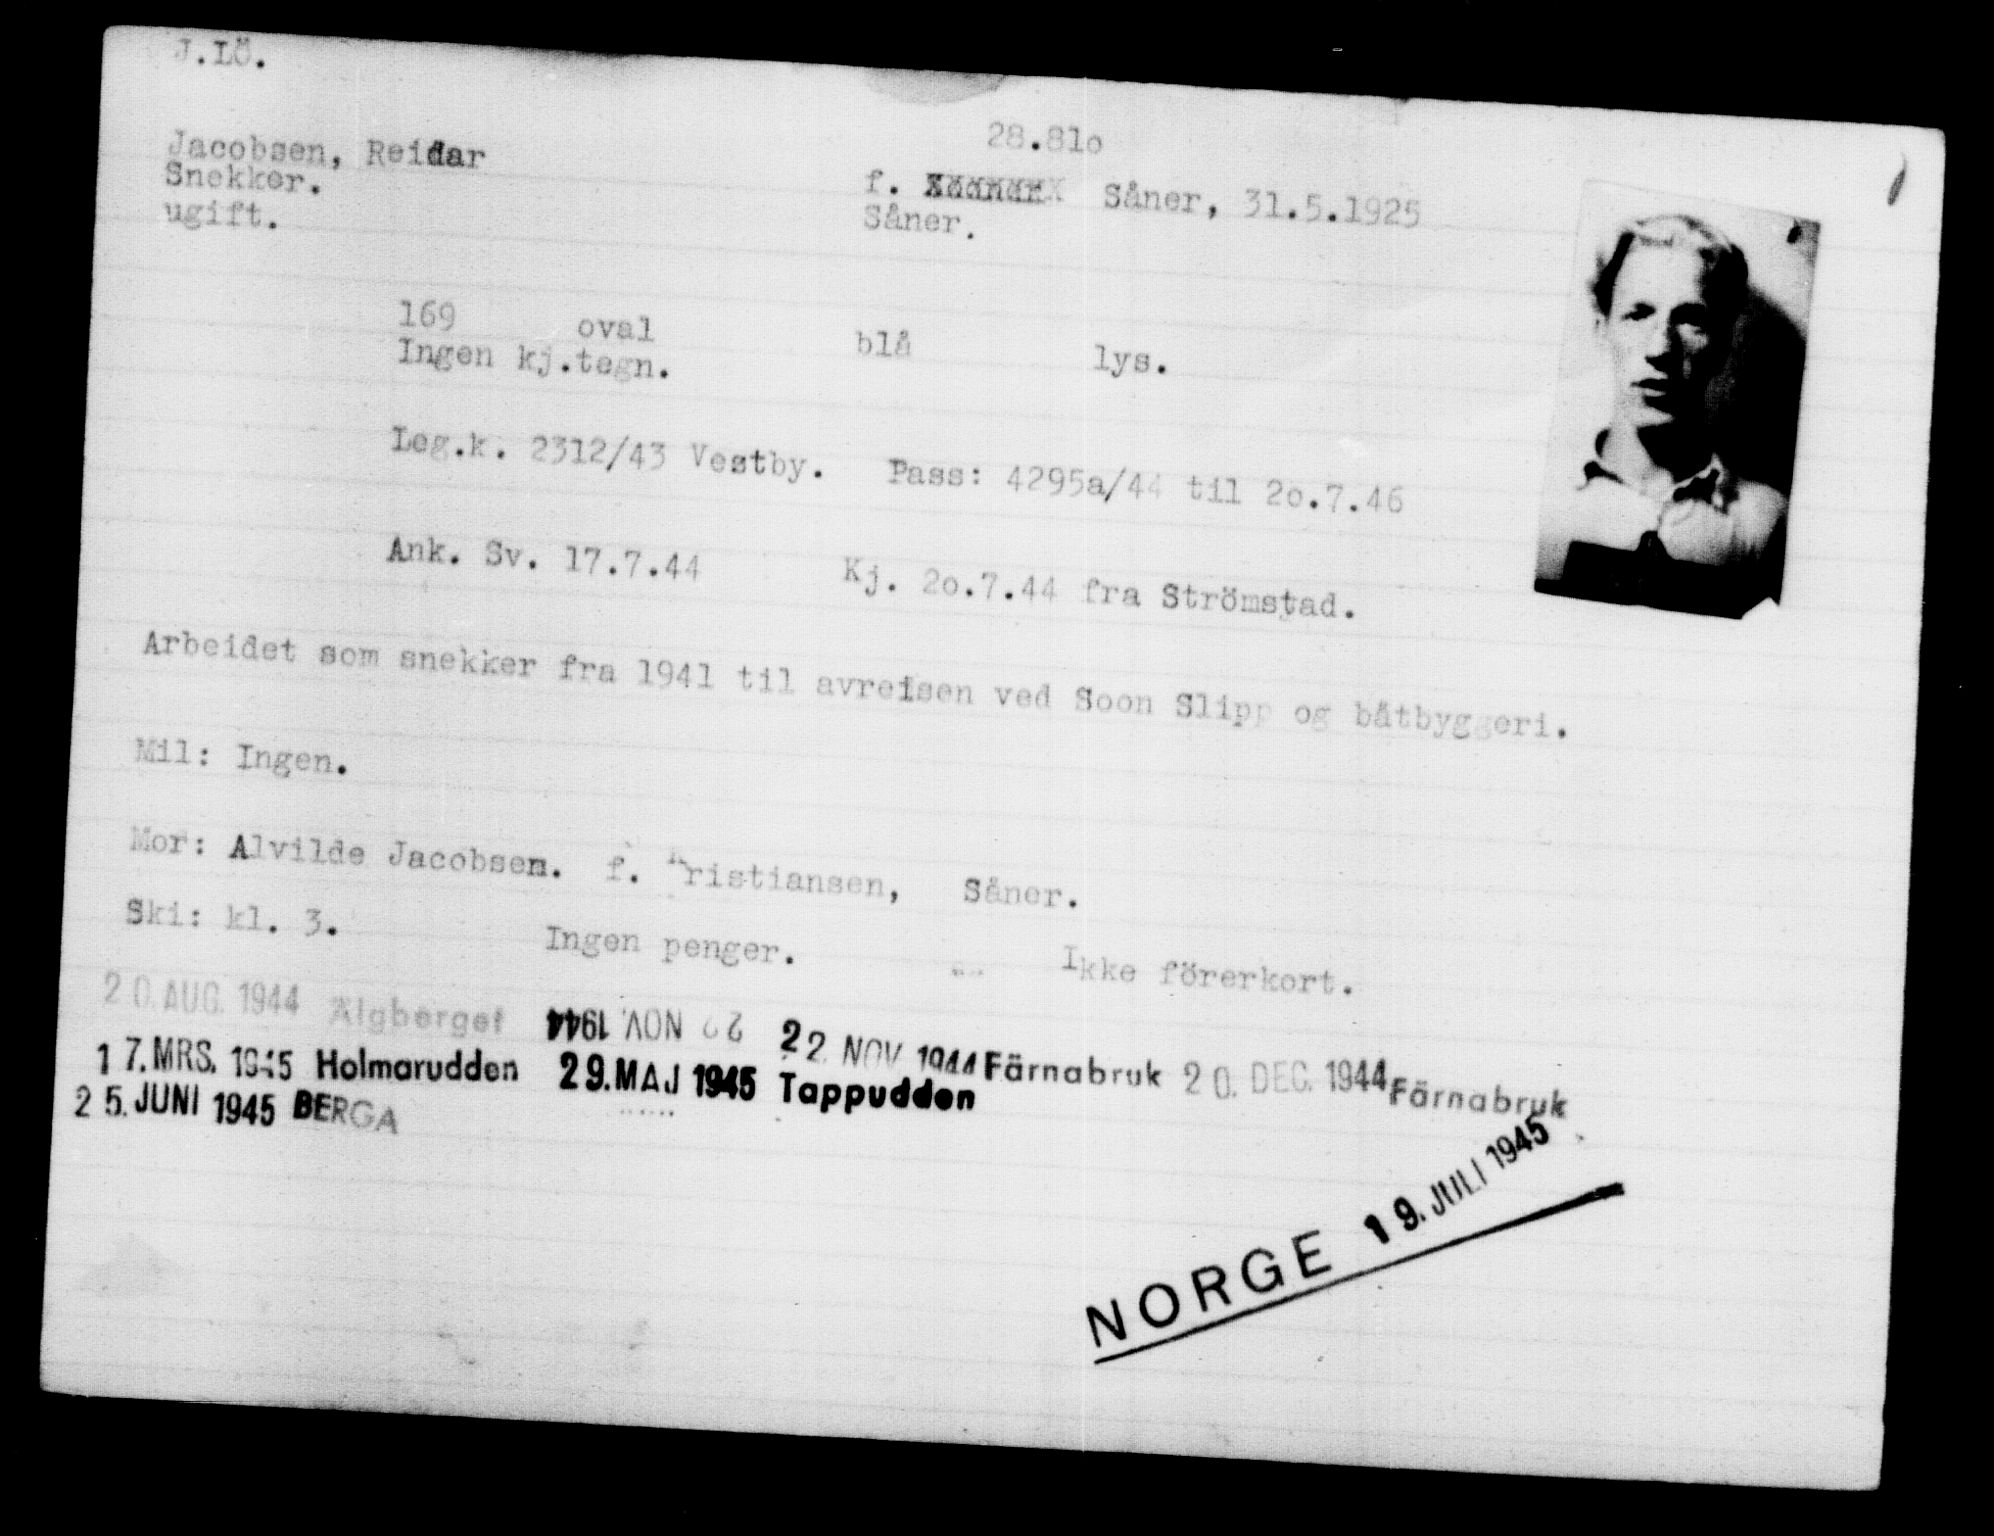 J.LÖ.
28.81o
Jacobsen, Reidar
Snekker.
f. Såner, 31.5.1925
ugift.
Såner.
169 oval blå lys.
Ingen kj.tegn.
Leg.k. 2312/43 Vestby. Pass: 4295a/44 til 2o.7.46
Ank. Sv. 17.7.44 Kj. 2o.7.44 fra Strömstad.
Arbeidet som snekker fra 1941 til avreisen ved Soon Slipp og båtbyggeri.
Mil: Ingen.
Mor: Alvilde Jacobsen. f. Kristiansen, Såner.
Ski: kl. 3. Ingen penger. Ikke förerkort.
20. AUG. 1944 Älgberget 22 NOV. 1944 22. NOV 1944 Färnabruk 20. DEC. 1944 Färnabruk
17. MRS. 1945 Holmarudden 29. MAJ 1945 Tappudden
25. JUNI 1945 BERGA
NORGE 19. JULI 1945